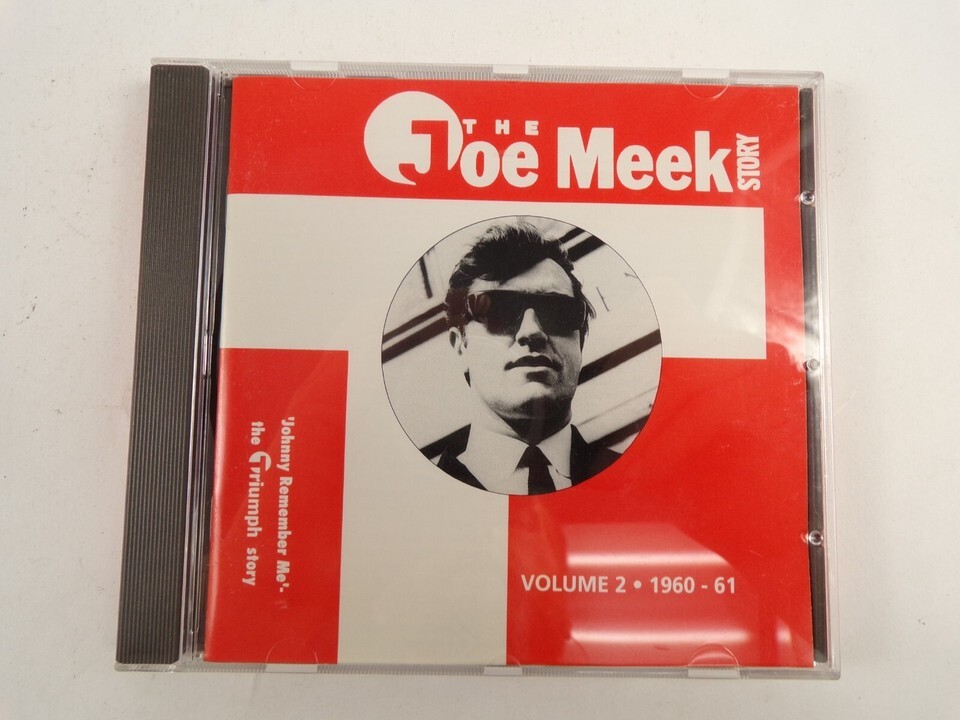 THE
Joe Meek
STORY
'Johnny Remember Me'-
the Triumph story
VOLUME 2 • 1960 - 61